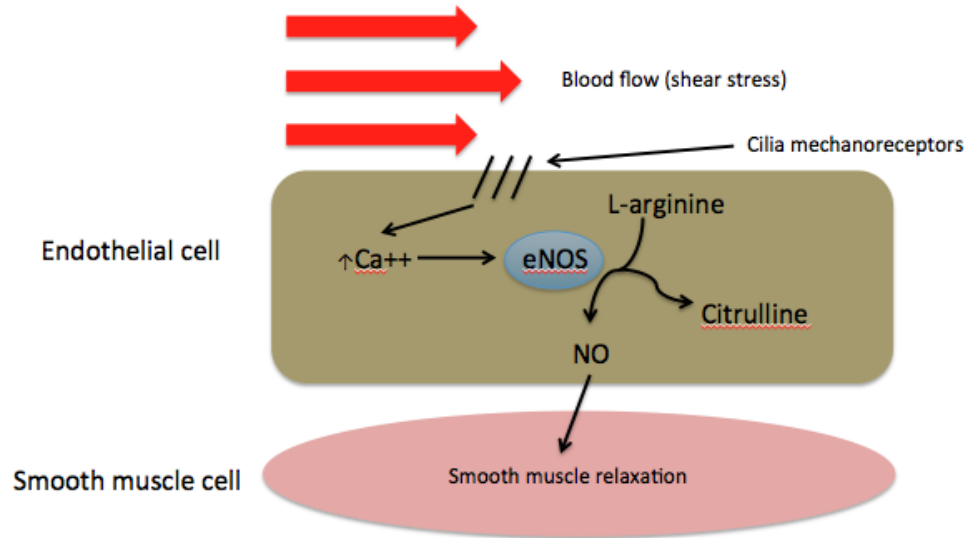 Blood flow (shear stress)
Cilia mechanoreceptors
L-arginine
Endothelial cell
↑Ca++
eNOS
Citrulline
NO
Smooth muscle cell
Smooth muscle relaxation